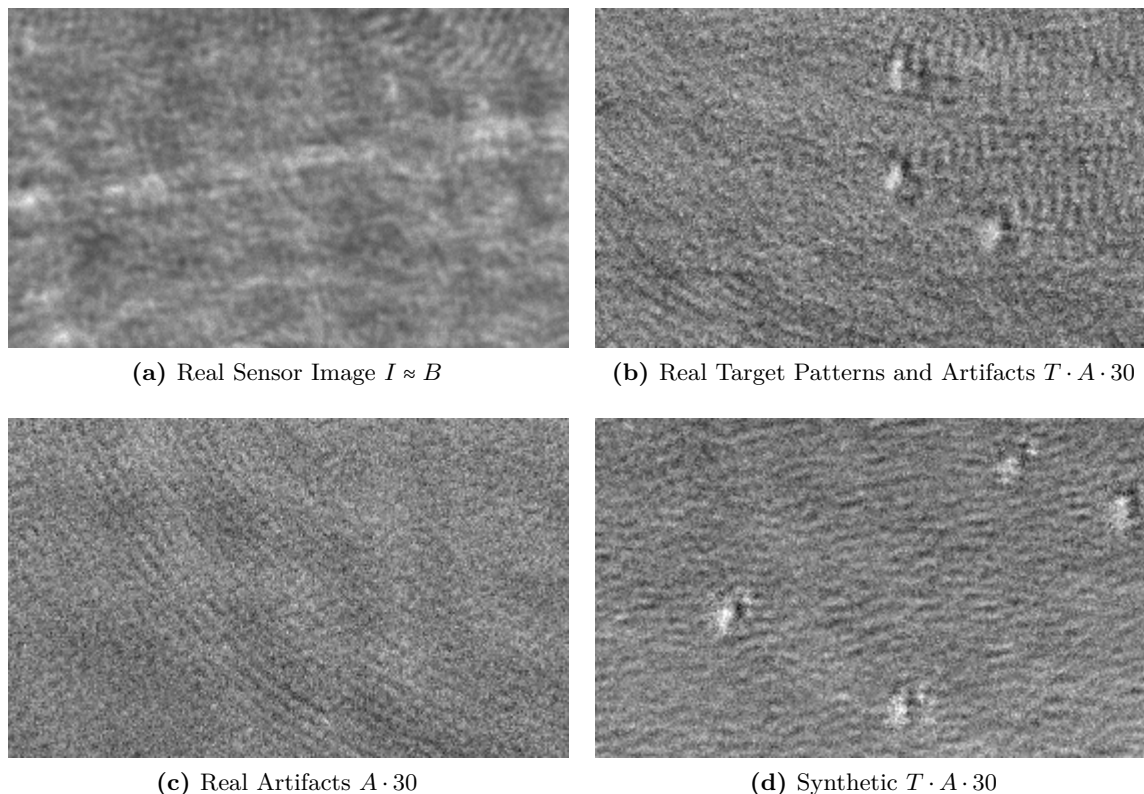 (a) Real Sensor Image I ≈ B
(b) Real Target Patterns and Artifacts T · A · 30
(c) Real Artifacts A · 30
(d) Synthetic T · A · 30